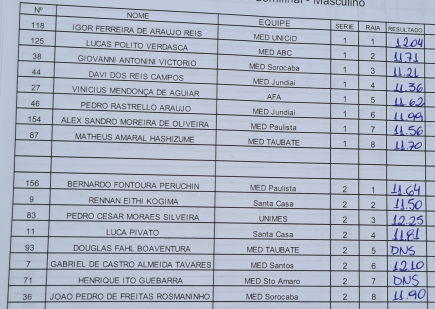 Semifinal - Masculino
Nº NOME EQUIPE SERIE RAIA RESULTADO
118 IGOR FERREIRA DE ARAUJO REIS MED UNICID 1 1 12.04
125 LUCAS POLITO VERDASCA MED ABC 1 2 11.71
38 GIOVANNI ANTONINI VICTORIO MED Sorocaba 1 3 11.21
44 DAVI DOS REIS CAMPOS MED Jundiai 1 4 11.36
27 VINICIUS MENDONÇA DE AGUIAR AFA 1 5 11.62
46 PEDRO RASTRELLO ARAUJO MED Jundiai 1 6 11.99
154 ALEX SANDRO MOREIRA DE OLIVEIRA MED Paulista 1 7 11.56
87 MATHEUS AMARAL HASHIZUME MED TAUBATE 1 8 11.70
156 BERNARDO FONTOURA PERUCHIN MED Paulista 2 1 11.64
9 RENNAN EITHI KOGIMA Santa Casa 2 2 11.50
83 PEDRO CESAR MORAES SILVEIRA UNIMES 2 3 12.25
11 LUCA PIVATO Santa Casa 2 4 11.81
93 DOUGLAS FAHL BOAVENTURA MED TAUBATE 2 5 DNS
7 GABRIEL DE CASTRO ALMEIDA TAVARES MED Santos 2 6 12.10
71 HENRIQUE ITO GUEBARRA MED Sto Amaro 2 7 DNS
36 JOAO PEDRO DE FREITAS ROSMANINHO MED Sorocaba 2 8 11.90